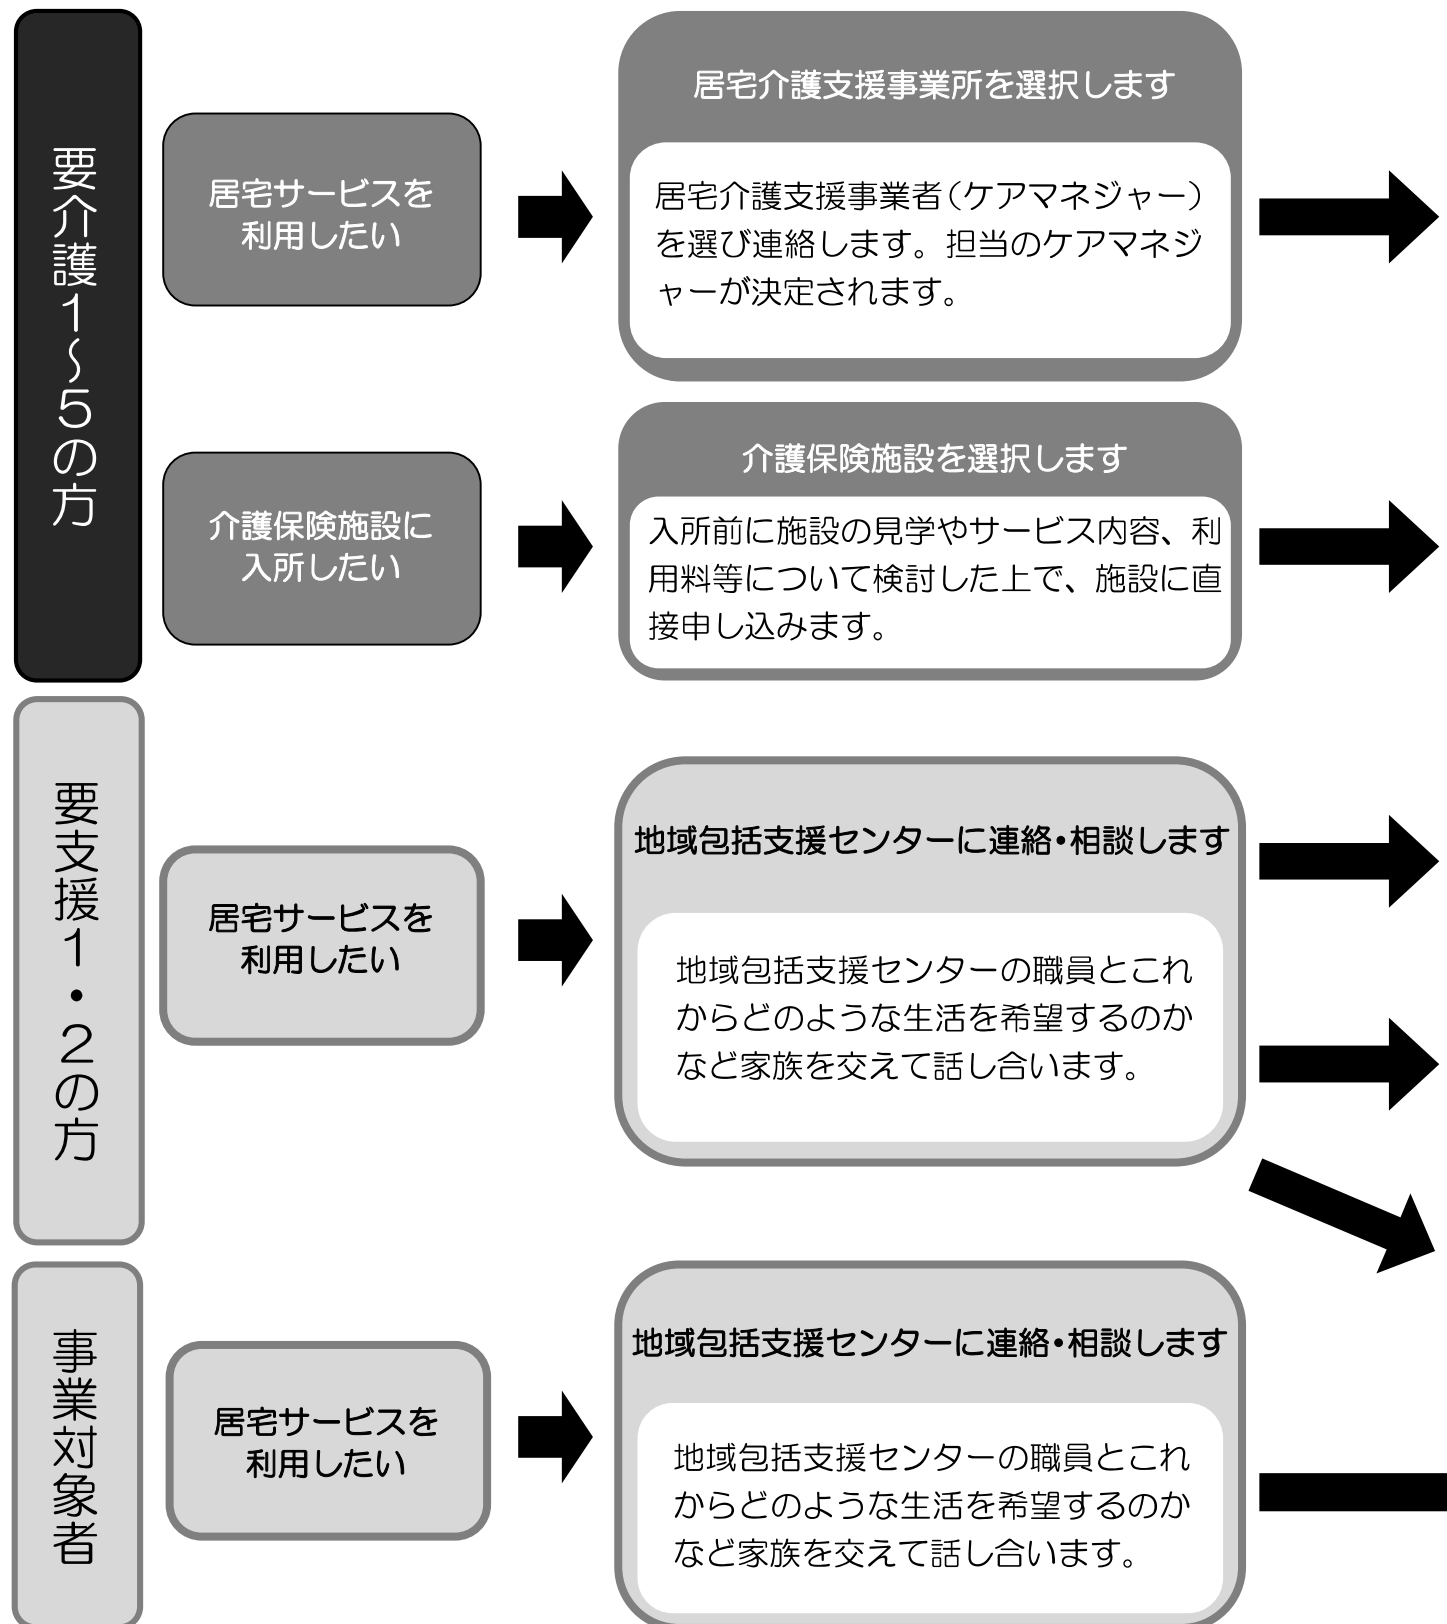 要介護１～５の方
居宅サービスを
利用したい
居宅介護支援事業所を選択します
居宅介護支援事業者（ケアマネジャー）
を選び連絡します。担当のケアマネジ
ャーが決定されます。
介護保険施設に
入所したい
介護保険施設を選択します
入所前に施設の見学やサービス内容、利
用料等について検討した上で、施設に直
接申し込みます。
要支援１・２の方
居宅サービスを
利用したい
地域包括支援センターに連絡・相談します
地域包括支援センターの職員とこれ
からどのような生活を希望するのか
など家族を交えて話し合います。
事業対象者
居宅サービスを
利用したい
地域包括支援センターに連絡・相談します
地域包括支援センターの職員とこれ
からどのような生活を希望するのか
など家族を交えて話し合います。